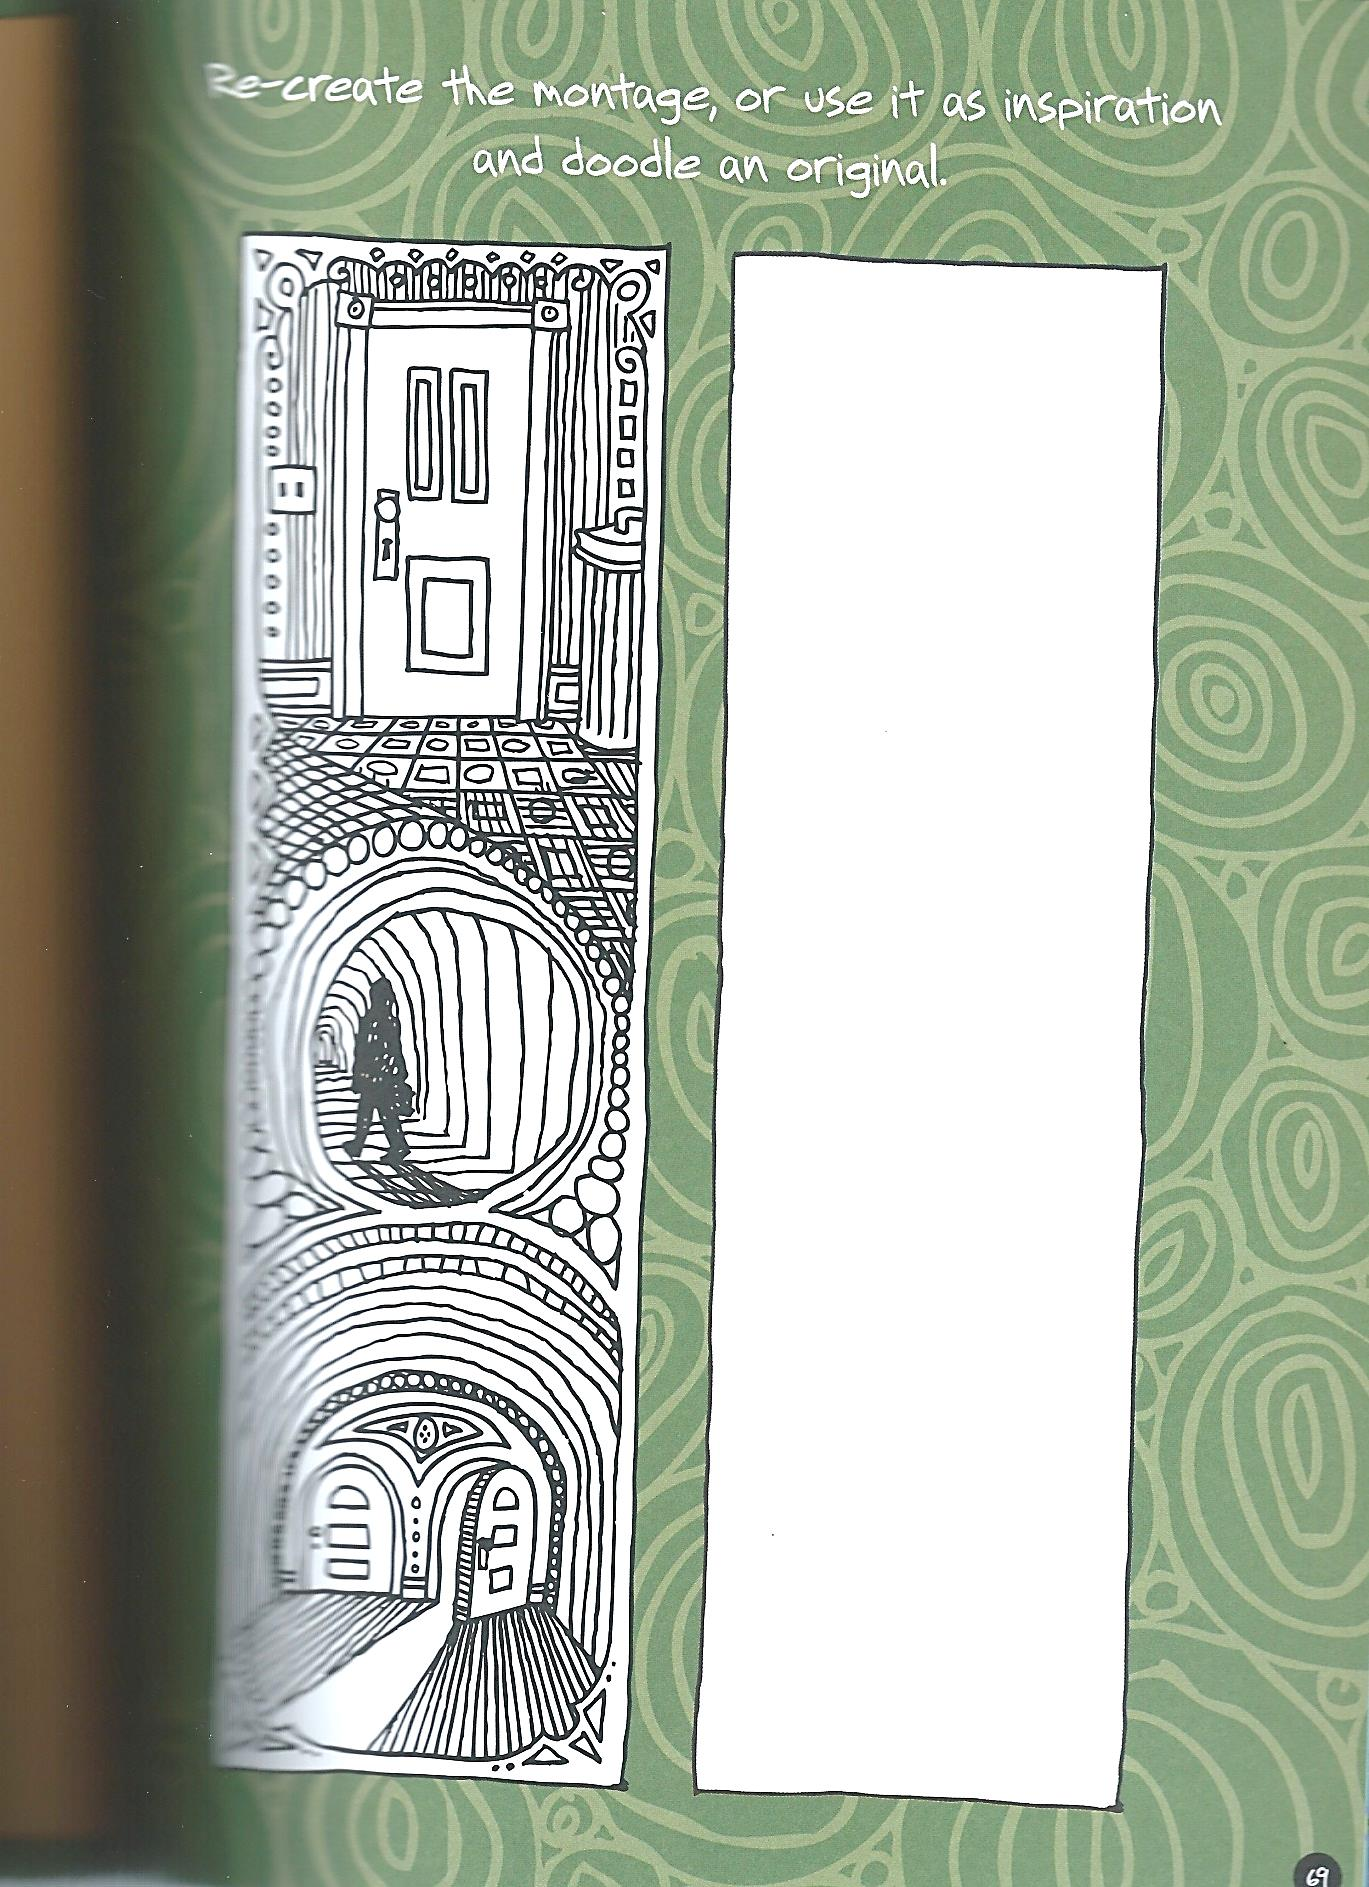 Re-create the montage, or use it as inspiration
and doodle an original.
69